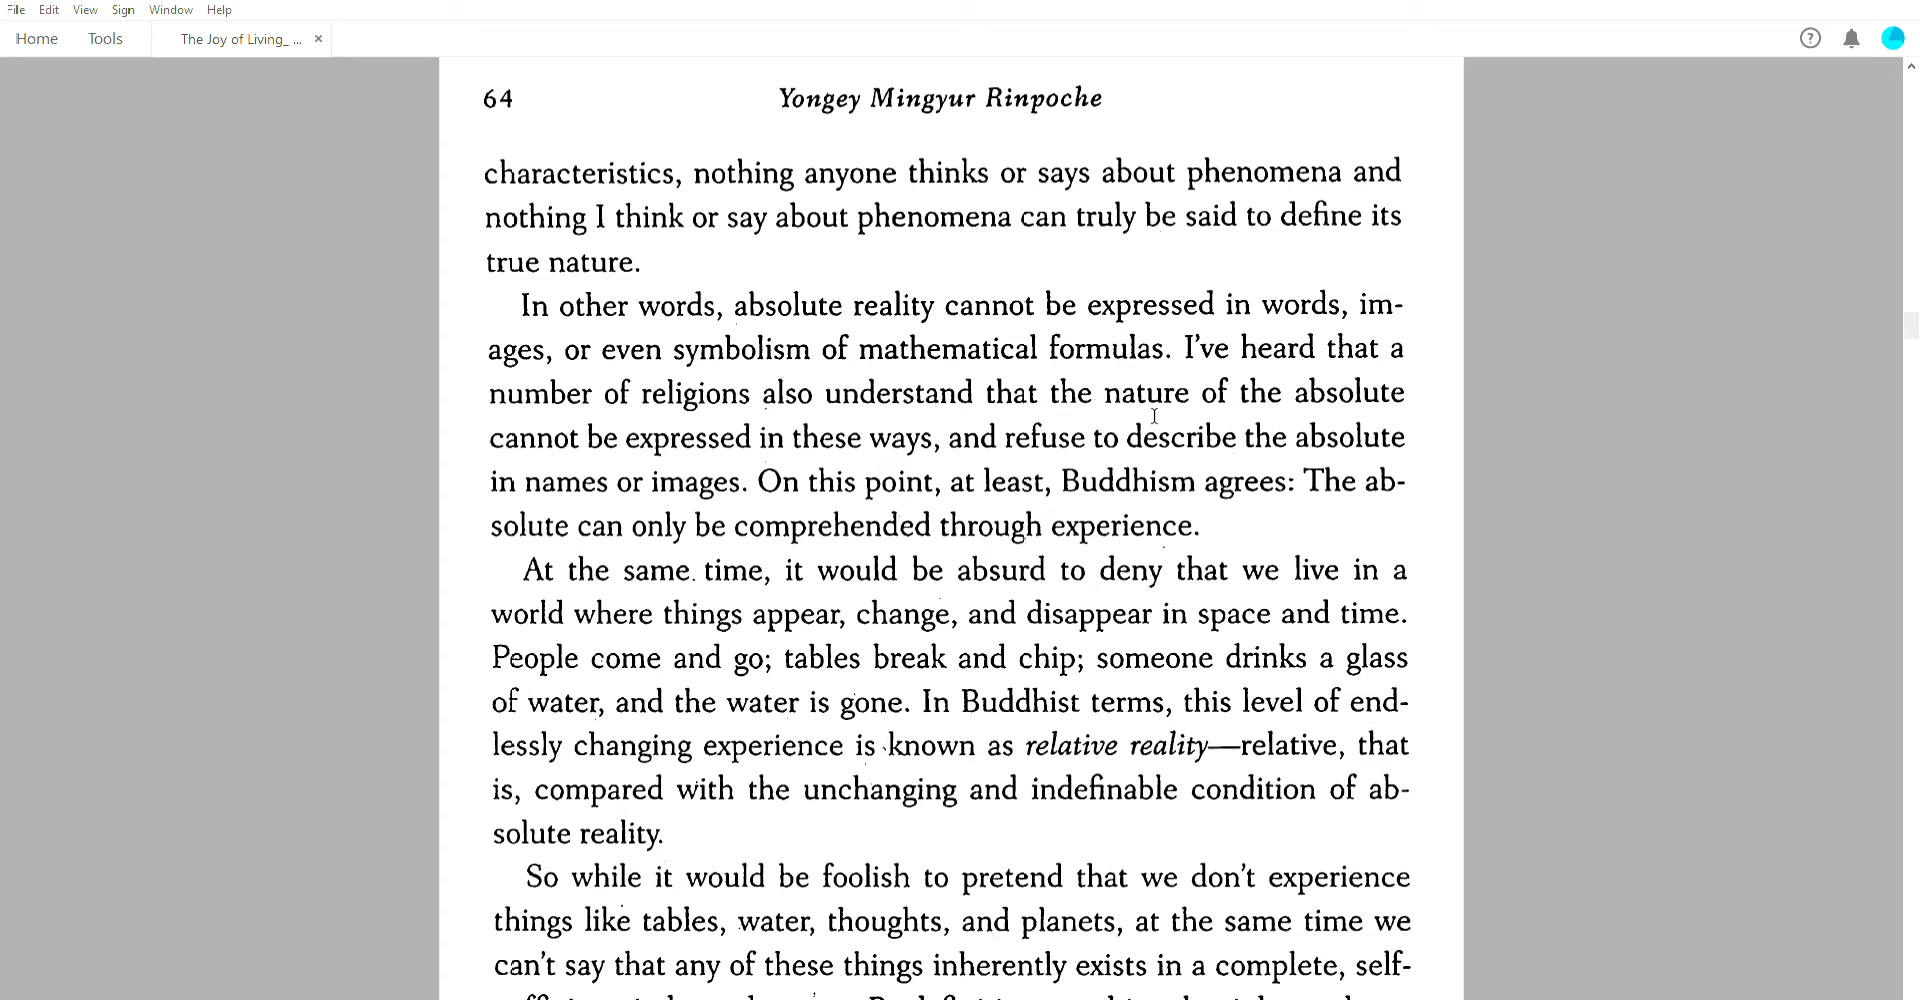 File Edit View Sign Window Help
Home Tools The Joy of Living_ ... ×
64 Yongey Mingyur Rinpoche
characteristics, nothing anyone thinks or says about phenomena and
nothing I think or say about phenomena can truly be said to define its
true nature.
In other words, absolute reality cannot be expressed in words, im-
ages, or even symbolism of mathematical formulas. I've heard that a
number of religions also understand that the nature of the absolute
cannot be expressed in these ways, and refuse to describe the absolute
in names or images. On this point, at least, Buddhism agrees: The ab-
solute can only be comprehended through experience.
At the same time, it would be absurd to deny that we live in a
world where things appear, change, and disappear in space and time.
People come and go; tables break and chip; someone drinks a glass
of water, and the water is gone. In Buddhist terms, this level of end-
lessly changing experience is known as relative reality—relative, that
is, compared with the unchanging and indefinable condition of ab-
solute reality.
So while it would be foolish to pretend that we don't experience
things like tables, water, thoughts, and planets, at the same time we
can't say that any of these things inherently exists in a complete, self-